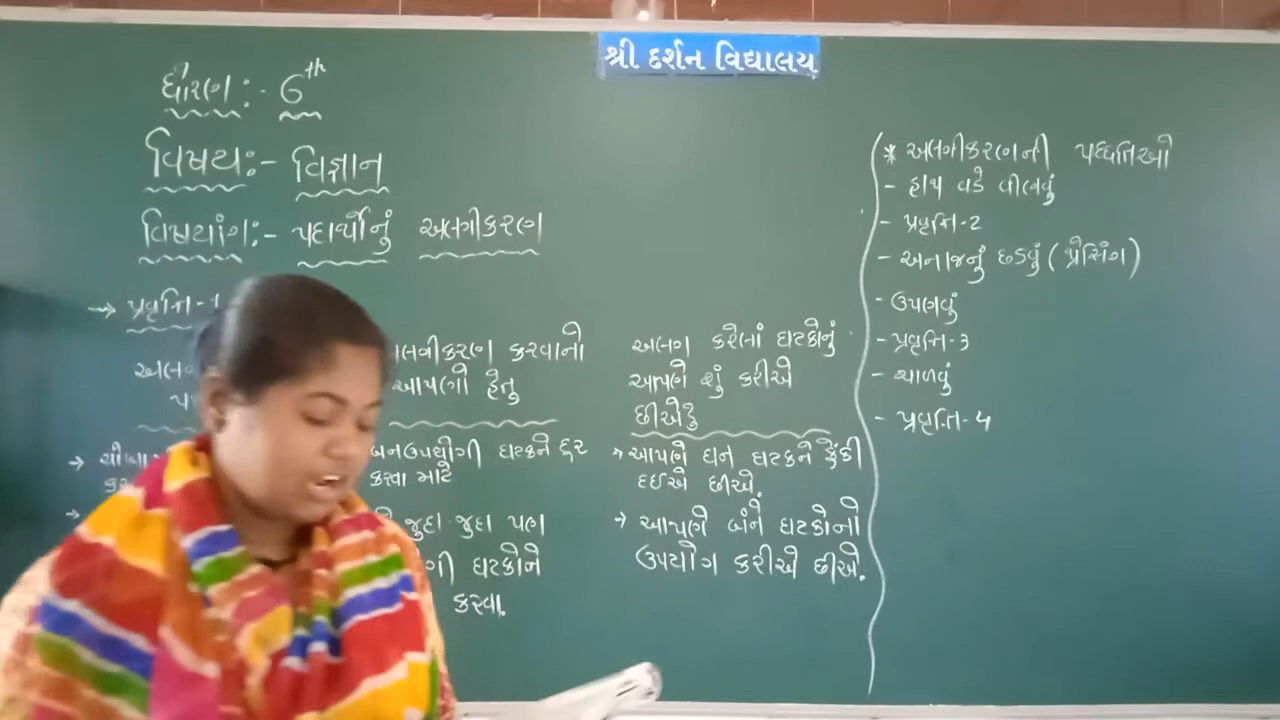 શ્રી દર્શન વિદ્યાલય
ધોરણ:- 6th
વિષય:- વિજ્ઞાન
વિષયાંગ:- પદાર્થોનું અલગીકરણ
→ પ્રવૃત્તિ-1
કરવાનો
આપણો હેતુ
અલગ કરેલાં ઘટકોનું
આપણે શું કરીએ
છીએ?
બિનઉપયોગી ઘટકને દૂર
કરવા માટે
→ આપણે ઘન ઘટકને ફેંકી
દઈએ છીએ.
જુદા-જુદા પણ
ઘટકોને
કરવા.
→ આપણે બંને ઘટકોનો
ઉપયોગ કરીએ છીએ.
* અલગીકરણની પદ્ધતિઓ
- હાથ વડે વીણવું
- પ્રવૃત્તિ-2
- અનાજનું છડવું (થ્રેસિંગ)
- ઉપણવું
- પ્રવૃત્તિ-3
- ચાળવું
- પ્રવૃત્તિ-4